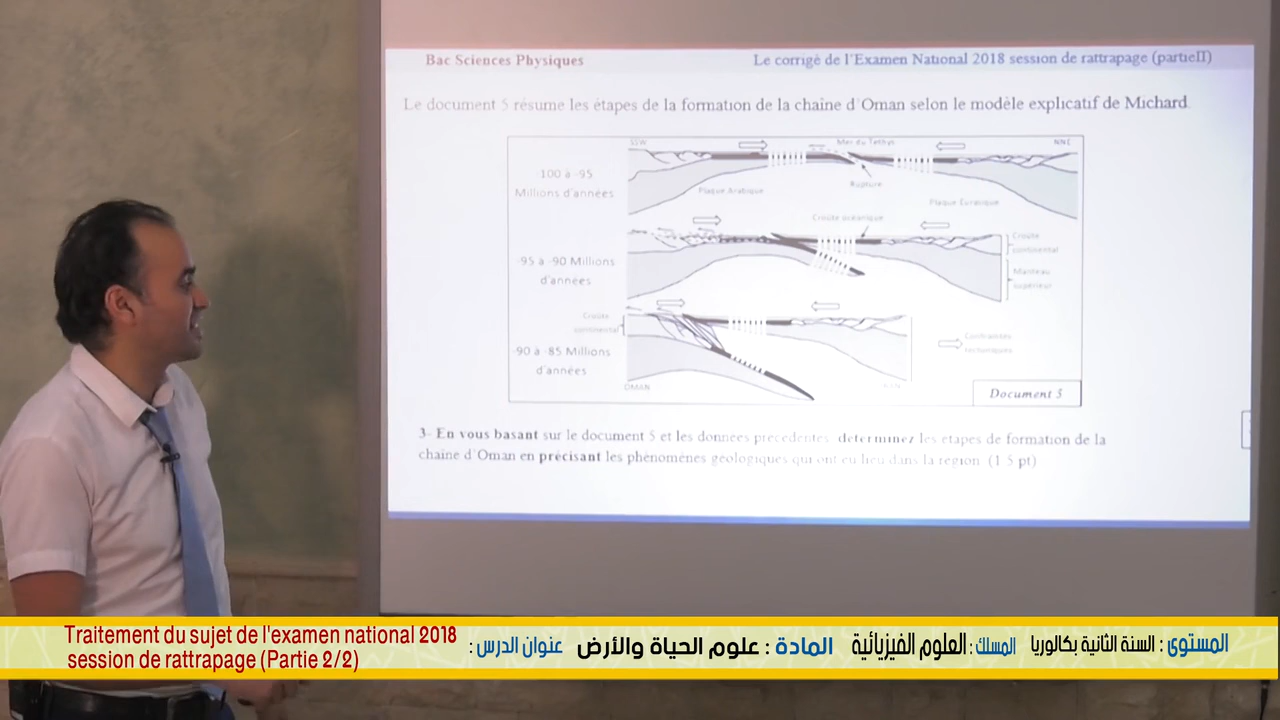 Bac Sciences Physiques
Le corrigé de l'Examen National 2018 session de rattrapage (partieII)
Le document 5 résume les étapes de la formation de la chaîne d'Oman selon le modèle explicatif de Michard
SSW
Mer du Tethys
NNE
100 à -95
Millions d'années
Plaque Arabique
Rupture
Plaque Eurasique
Croûte océanique
-95 à -90 Millions
d'années
Croûte
continental
Manteau
supérieur
Croûte
continental
-90 à -85 Millions
d'années
Contraintes
tectoniques
OMAN
Document 5
3- En vous basant sur le document 5 et les données précédentes, déterminez les étapes de formation de la
chaîne d'Oman en précisant les phénomènes géologiques qui ont eu lieu dans la région. (1 5 pt)
Traitement du sujet de l'examen national 2018
session de rattrapage (Partie 2/2)
المستوى : السنة الثانية بكالوريا المسلك : العلوم الفيزيائية المادة : علوم الحياة والأرض عنوان الدرس :